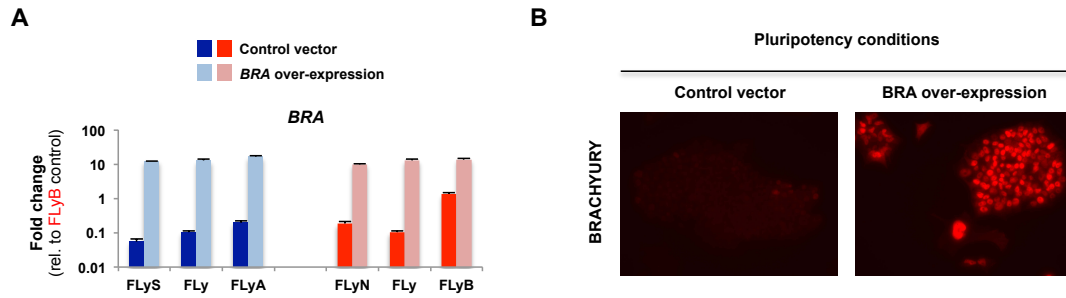 A
Control vector
BRA over-expression
BRA
Fold change
(rel. to FLyB control)
100
10
1
0.1
0.01
FLyS FLy FLyA FLyN FLy FLyB
B
Pluripotency conditions
Control vector BRA over-expression
BRACHYURY